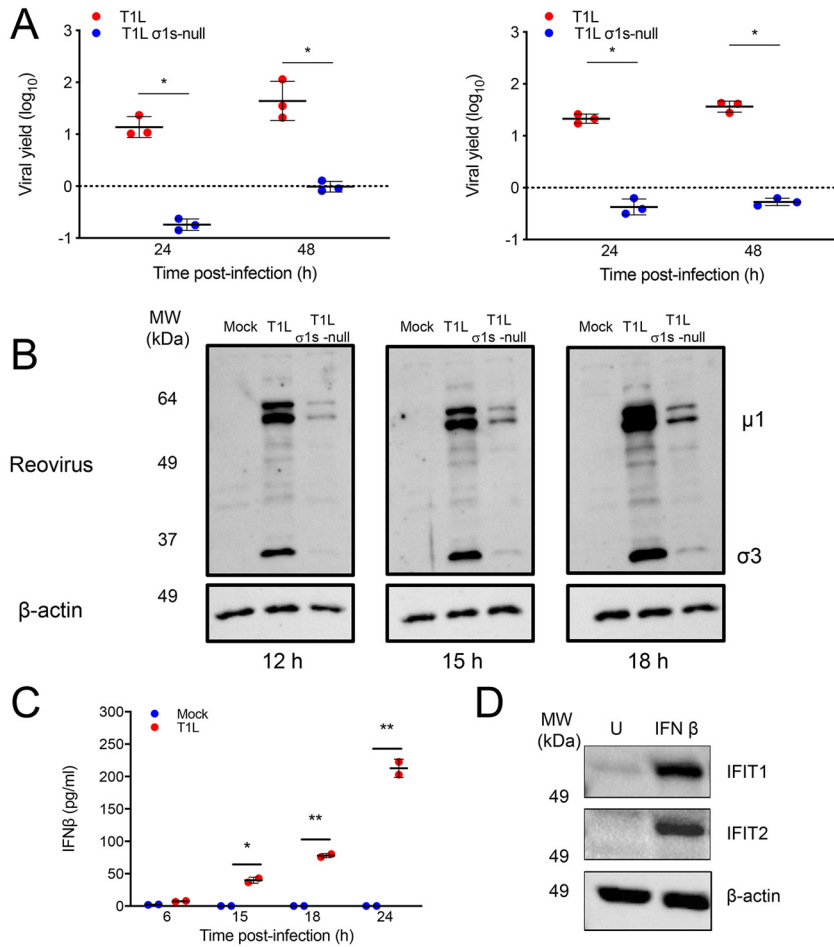 A
T1L
T1L σ1s-null
Viral yield (log10)
2
1
0
-1
*
*
24
48
Time post-infection (h)
T1L
T1L σ1s-null
Viral yield (log10)
3
2
1
0
-1
*
*
24
48
Time post-infection (h)
B
MW
(kDa)
Mock
T1L
T1L
σ1s -null
Mock
T1L
T1L
σ1s-null
Mock
T1L
T1L
σ1s-null
Reovirus
64
49
37
μ1
σ3
β-actin
49
12 h
15 h
18 h
C
Mock
T1L
IFNβ (pg/ml)
300
250
200
150
100
50
0
*
**
**
6
15
18
24
Time post-infection (h)
D
MW
(kDa)
U
IFN β
IFIT1
49
IFIT2
49
49
β-actin